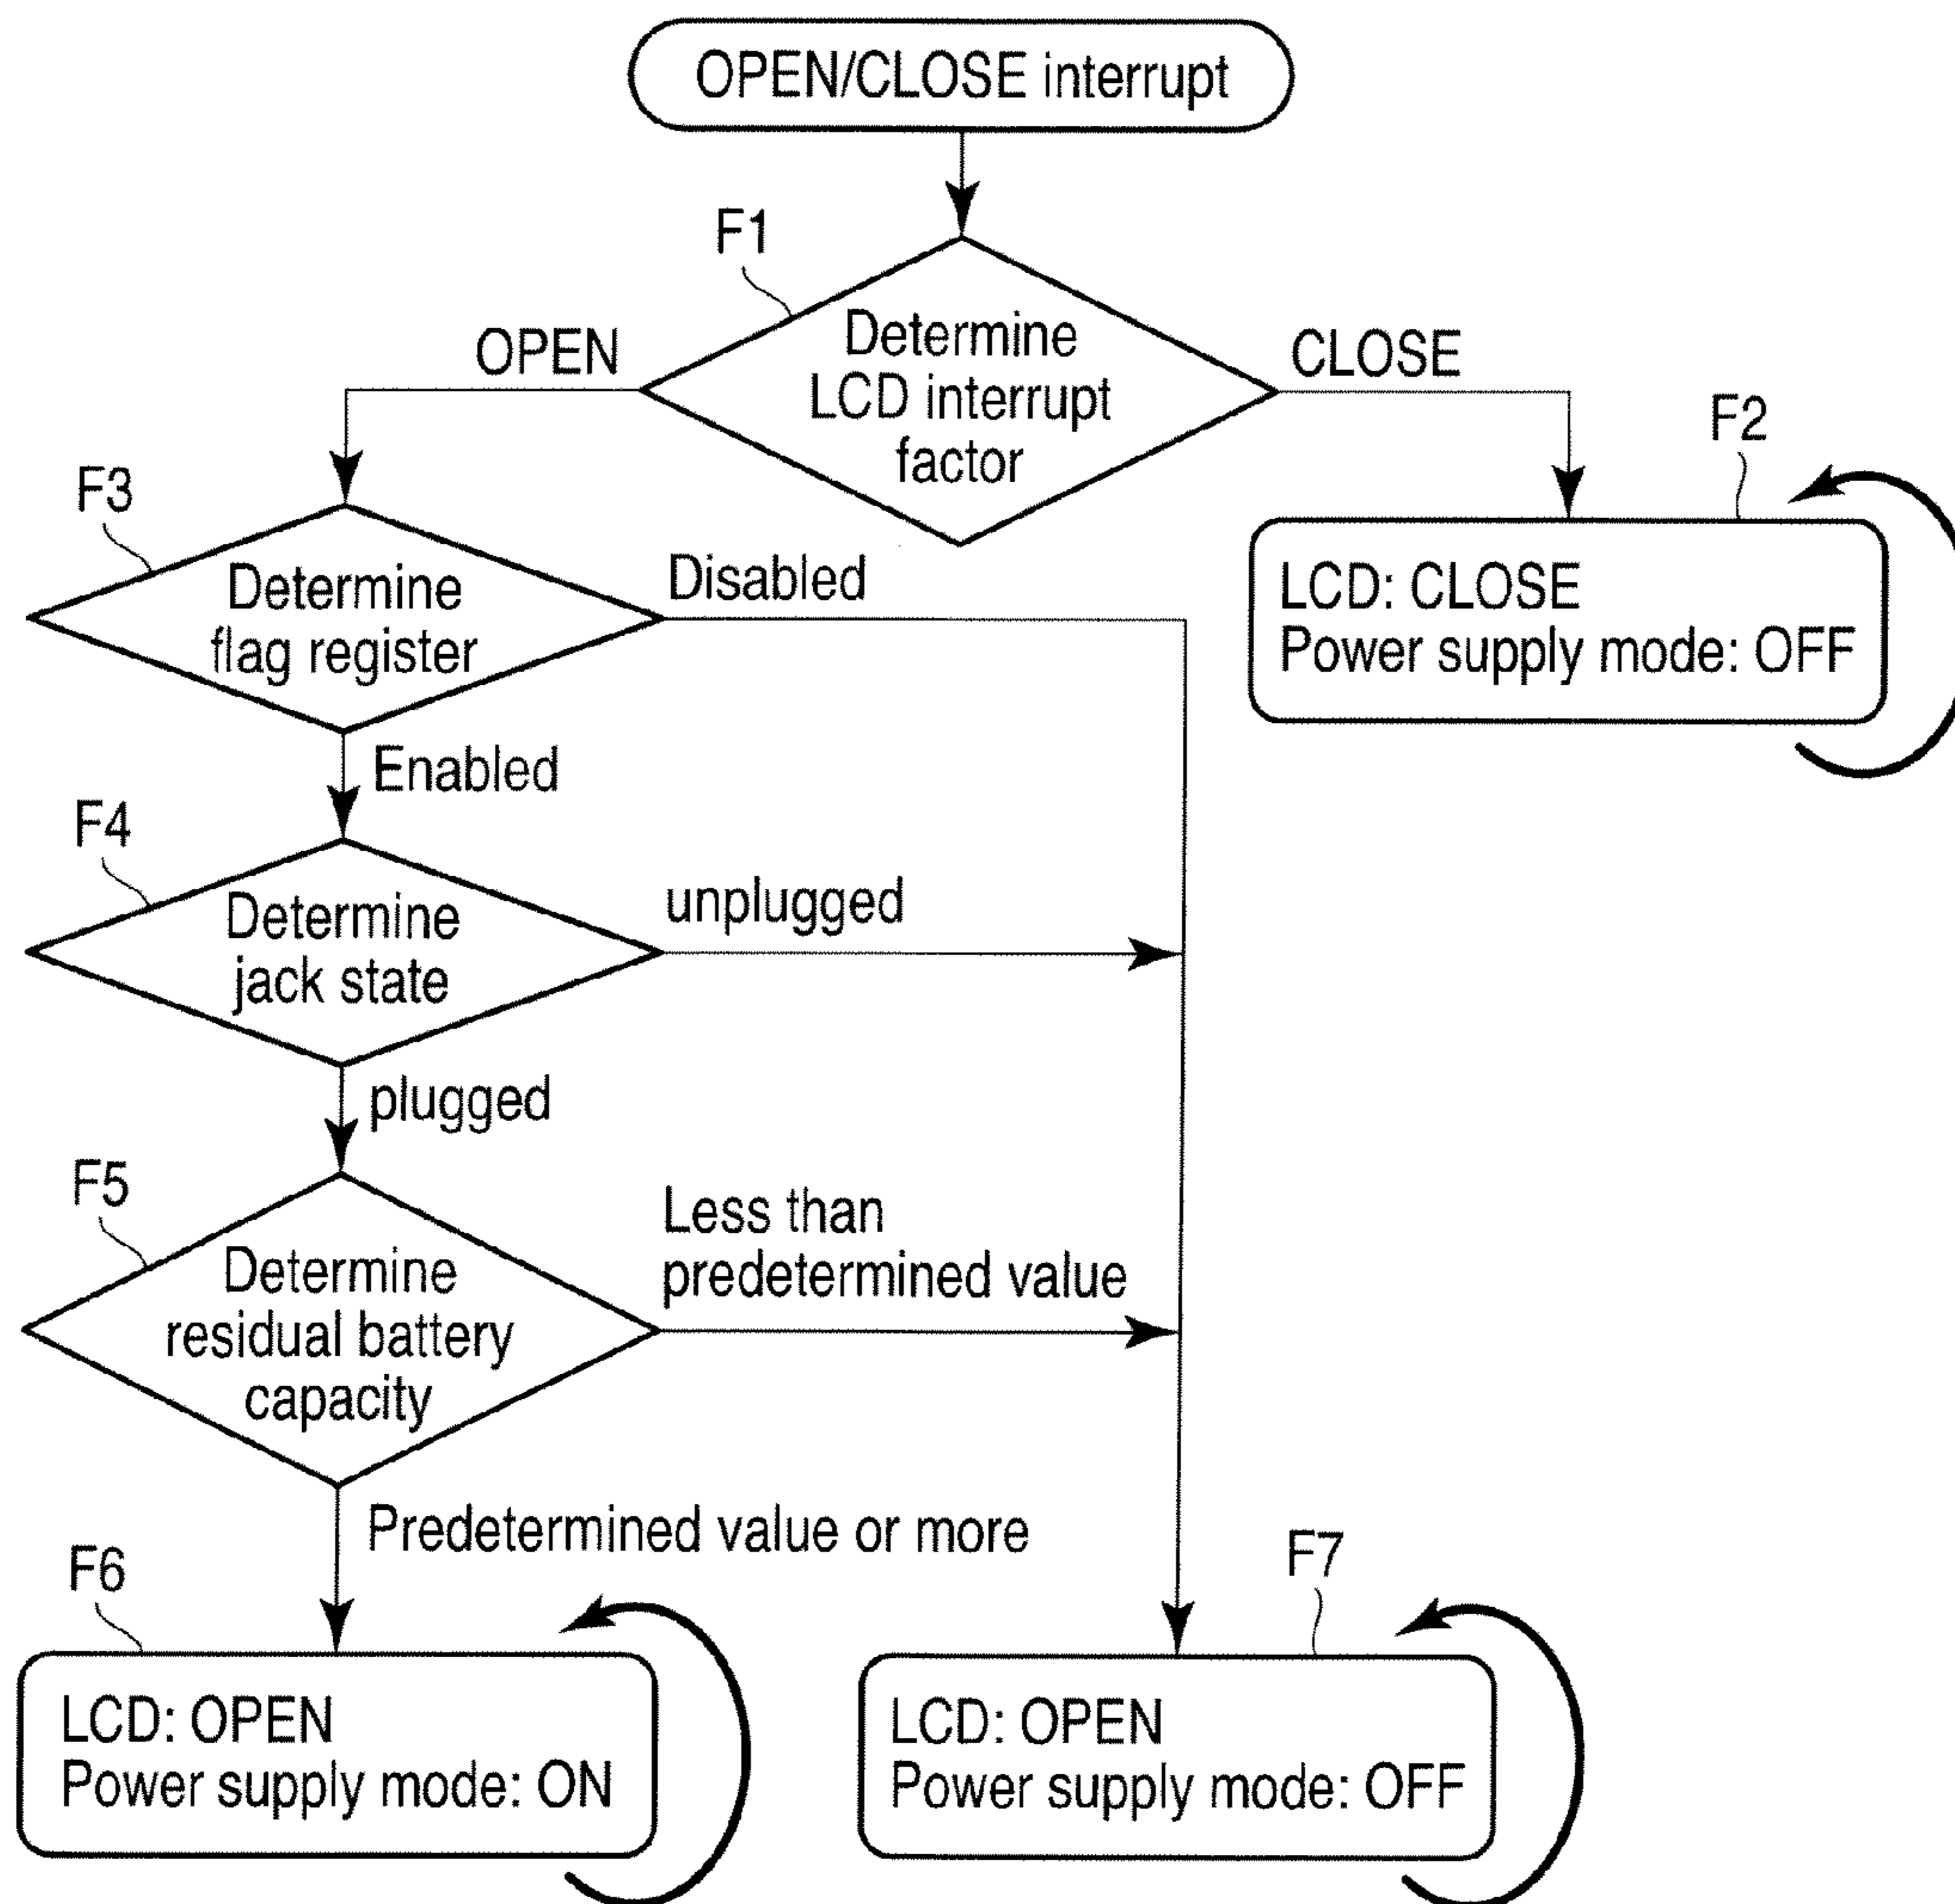 OPEN/CLOSE interrupt
F1
Determine
LCD interrupt
factor
OPEN
CLOSE
F2
LCD: CLOSE
Power supply mode: OFF
F3
Determine
flag register
Disabled
Enabled
F4
Determine
jack state
unplugged
plugged
F5
Determine
residual battery
capacity
Less than
predetermined value
Predetermined value or more
F6
LCD: OPEN
Power supply mode: ON
F7
LCD: OPEN
Power supply mode: OFF